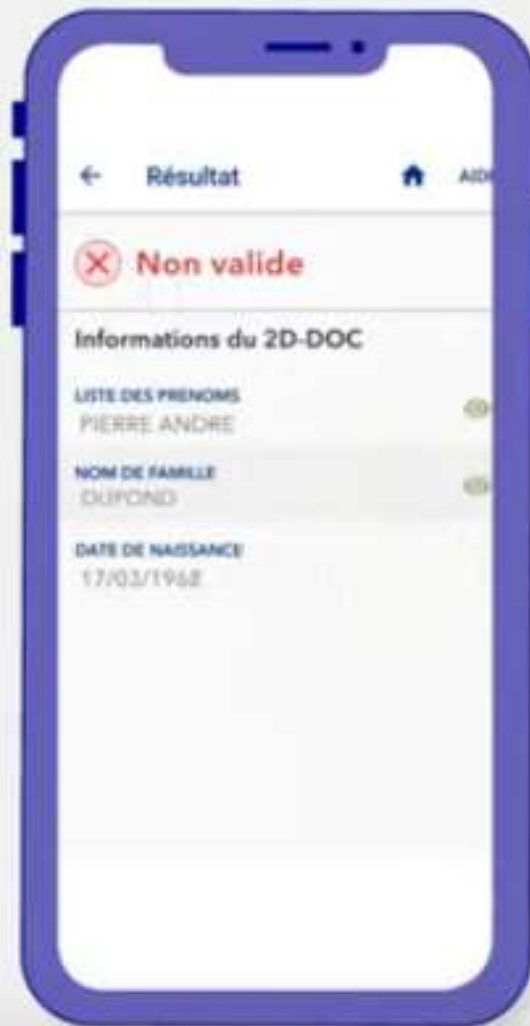 ← Résultat
Non valide
Informations du 2D-DOC
LISTE DES PRENOMS
PIERRE ANDRE
NOM DE FAMILLE
DUPOND
DATE DE NAISSANCE
17/03/1968